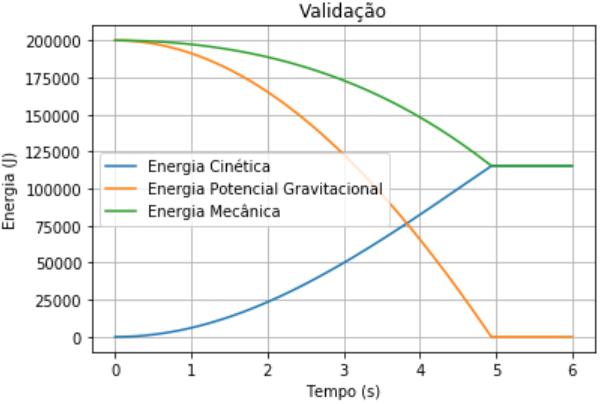 Validação
200000
175000
150000
125000
100000
75000
50000
25000
0
Energia (J)
Energia Cinética
Energia Potencial Gravitacional
Energia Mecânica
0 1 2 3 4 5 6
Tempo (s)